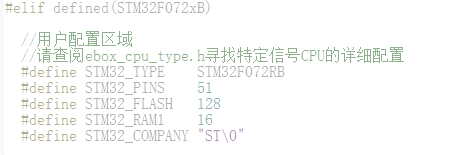 #elif defined(STM32F072xB)
//用户配置区域
//请查阅ebox_cpu_type.h寻找特定信号CPU的详细配置
#define STM32_TYPE STM32F072RB
#define STM32_PINS 51
#define STM32_FLASH 128
#define STM32_RAM1 16
#define STM32_COMPANY "ST\0"